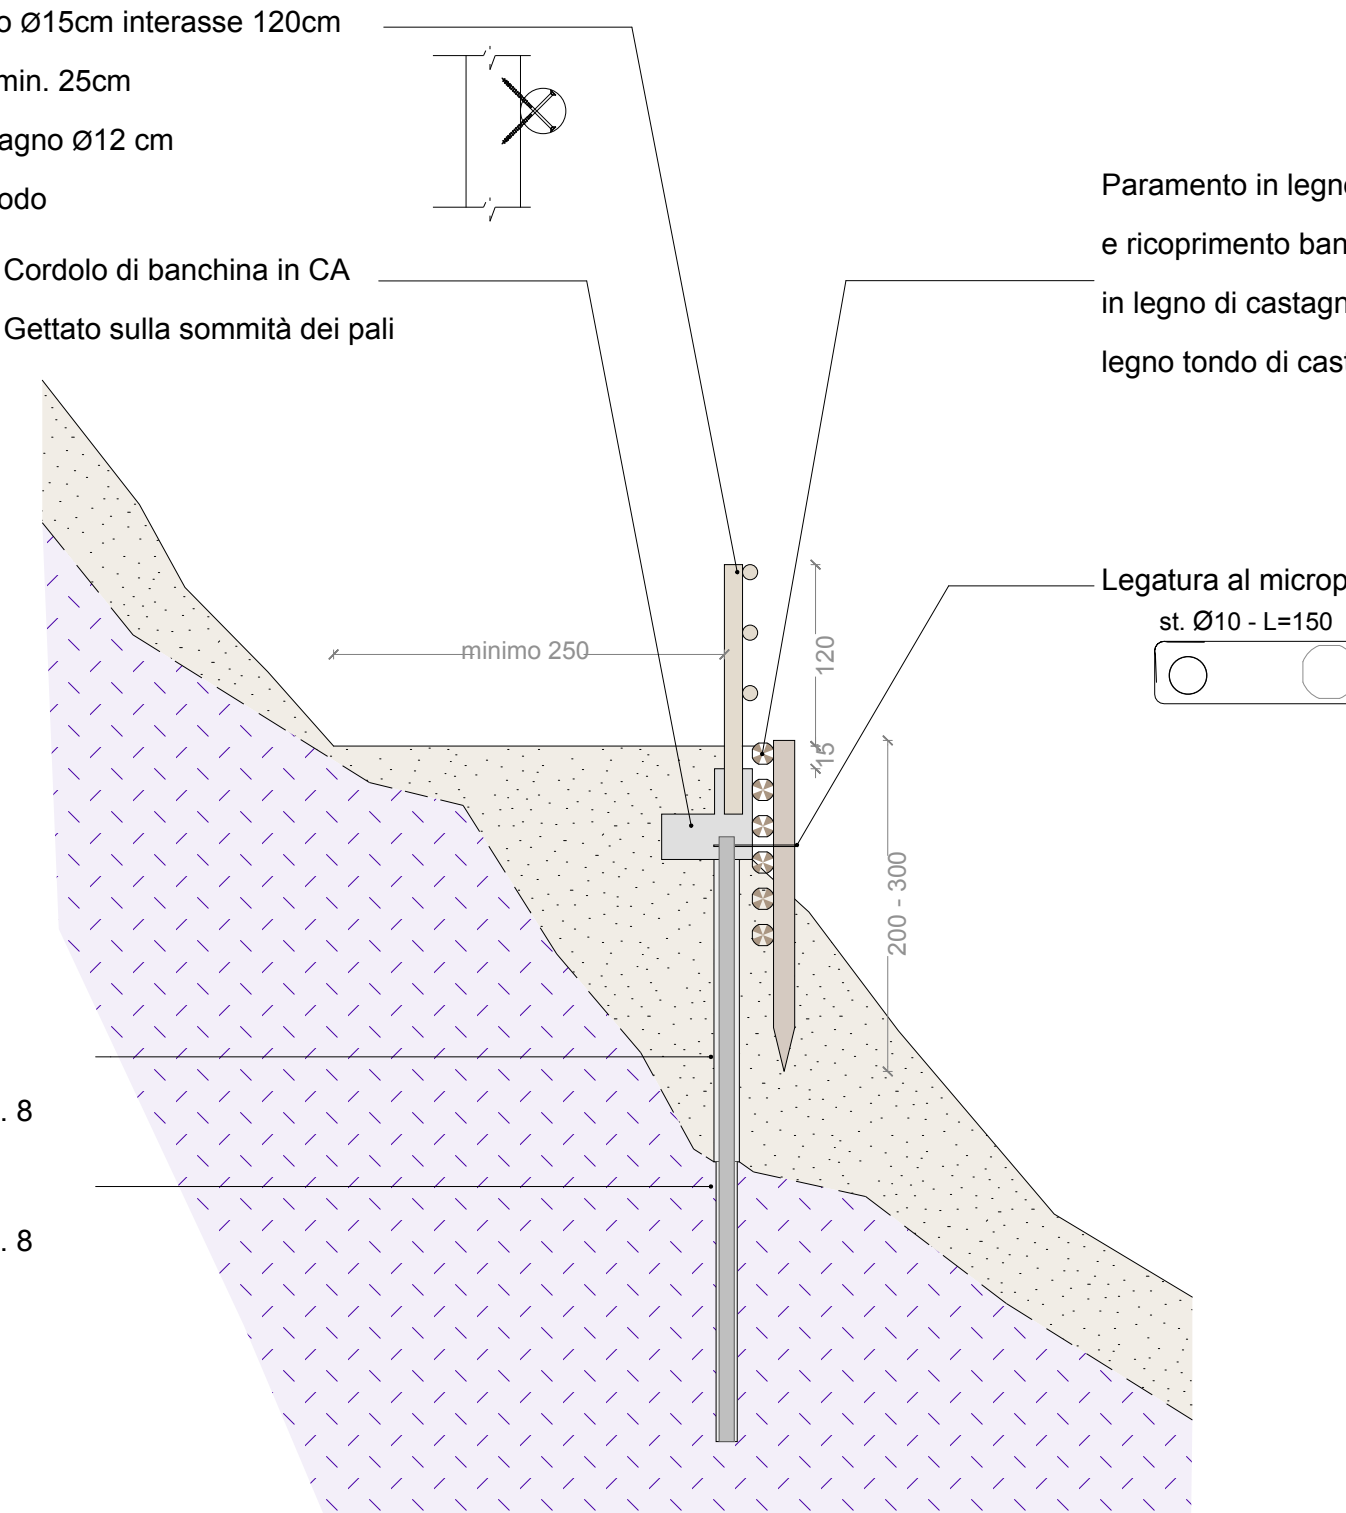 o Ø15cm interasse 120cm
min. 25cm
agno Ø12 cm
odo
Cordolo di banchina in CA
Gettato sulla sommità dei pali
Paramento in legno
e ricoprimento ban
in legno di castagn
legno tondo di cast
Legatura al microp
st. Ø10 - L=150
minimo 250
120
15
200 - 300
. 8
. 8